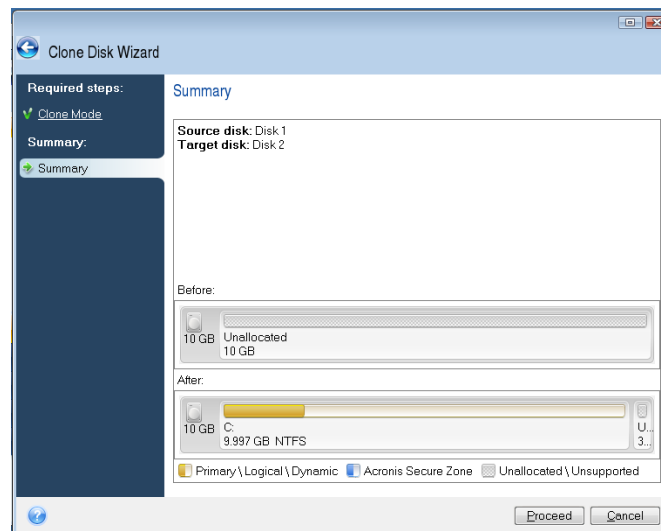 Clone Disk Wizard
Required steps:
Clone Mode
Summary:
Summary
Summary
Source disk: Disk 1
Target disk: Disk 2
Before:
10 GB
Unallocated
10 GB
After:
10 GB
C:
9.997 GB NTFS
U...
3...
Primary \ Logical \ Dynamic
Acronis Secure Zone
Unallocated \ Unsupported
Proceed
Cancel